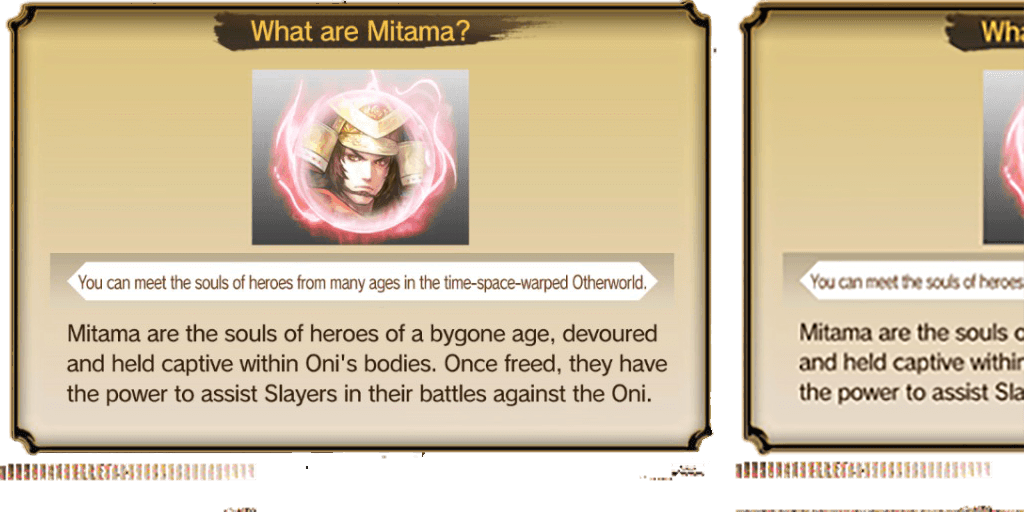 What are Mitama?
You can meet the souls of heroes from many ages in the time-space-warped Otherworld.
Mitama are the souls of heroes of a bygone age, devoured
and held captive within Oni's bodies. Once freed, they have
the power to assist Slayers in their battles against the Oni.
Wha
You can meet the souls of heroes
Mitama are the souls o
and held captive within
the power to assist Sla